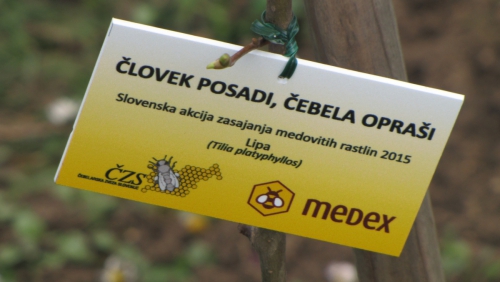 ČLOVEK POSADI, ČEBELA OPRAŠI
Slovenska akcija zasajanja medovitih rastlin 2015
Lipa
(Tilia platyphyllos)
ČZS
medex